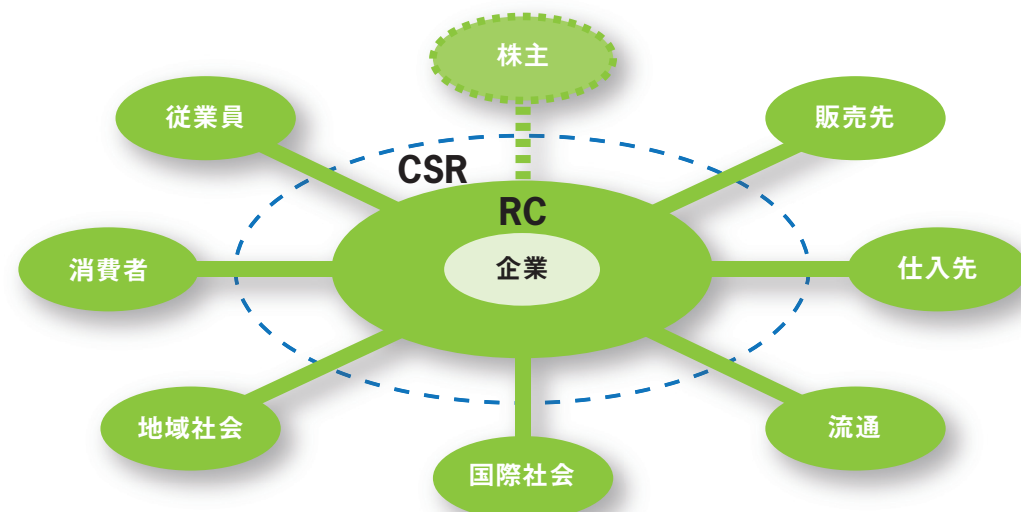 株主
従業員
販売先
CSR
RC
消費者
企業
仕入先
地域社会
流通
国際社会